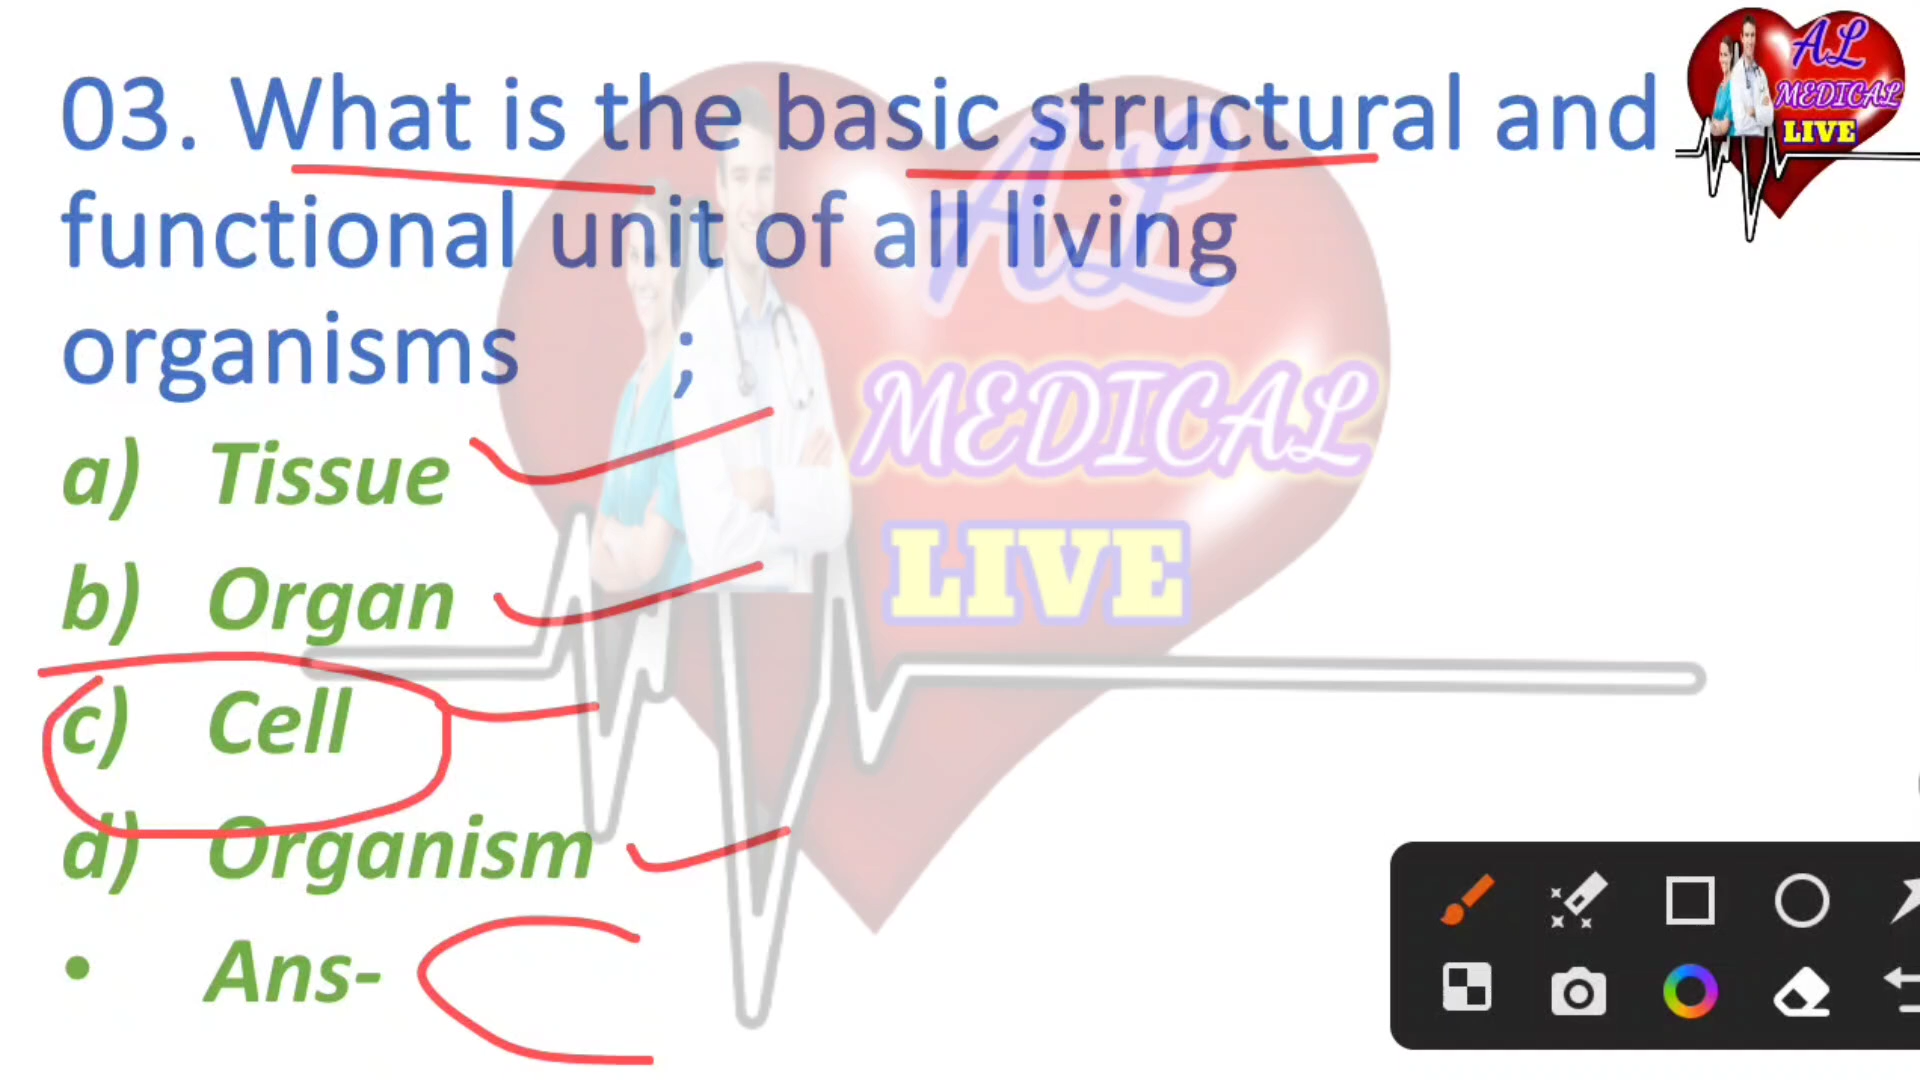 03. What is the basic structural and
functional unit of all living
organisms ;
a) Tissue
b) Organ
c) Cell
d) Organism
• Ans- C
AL
MEDICAL
LIVE
AL
MEDICAL
LIVE